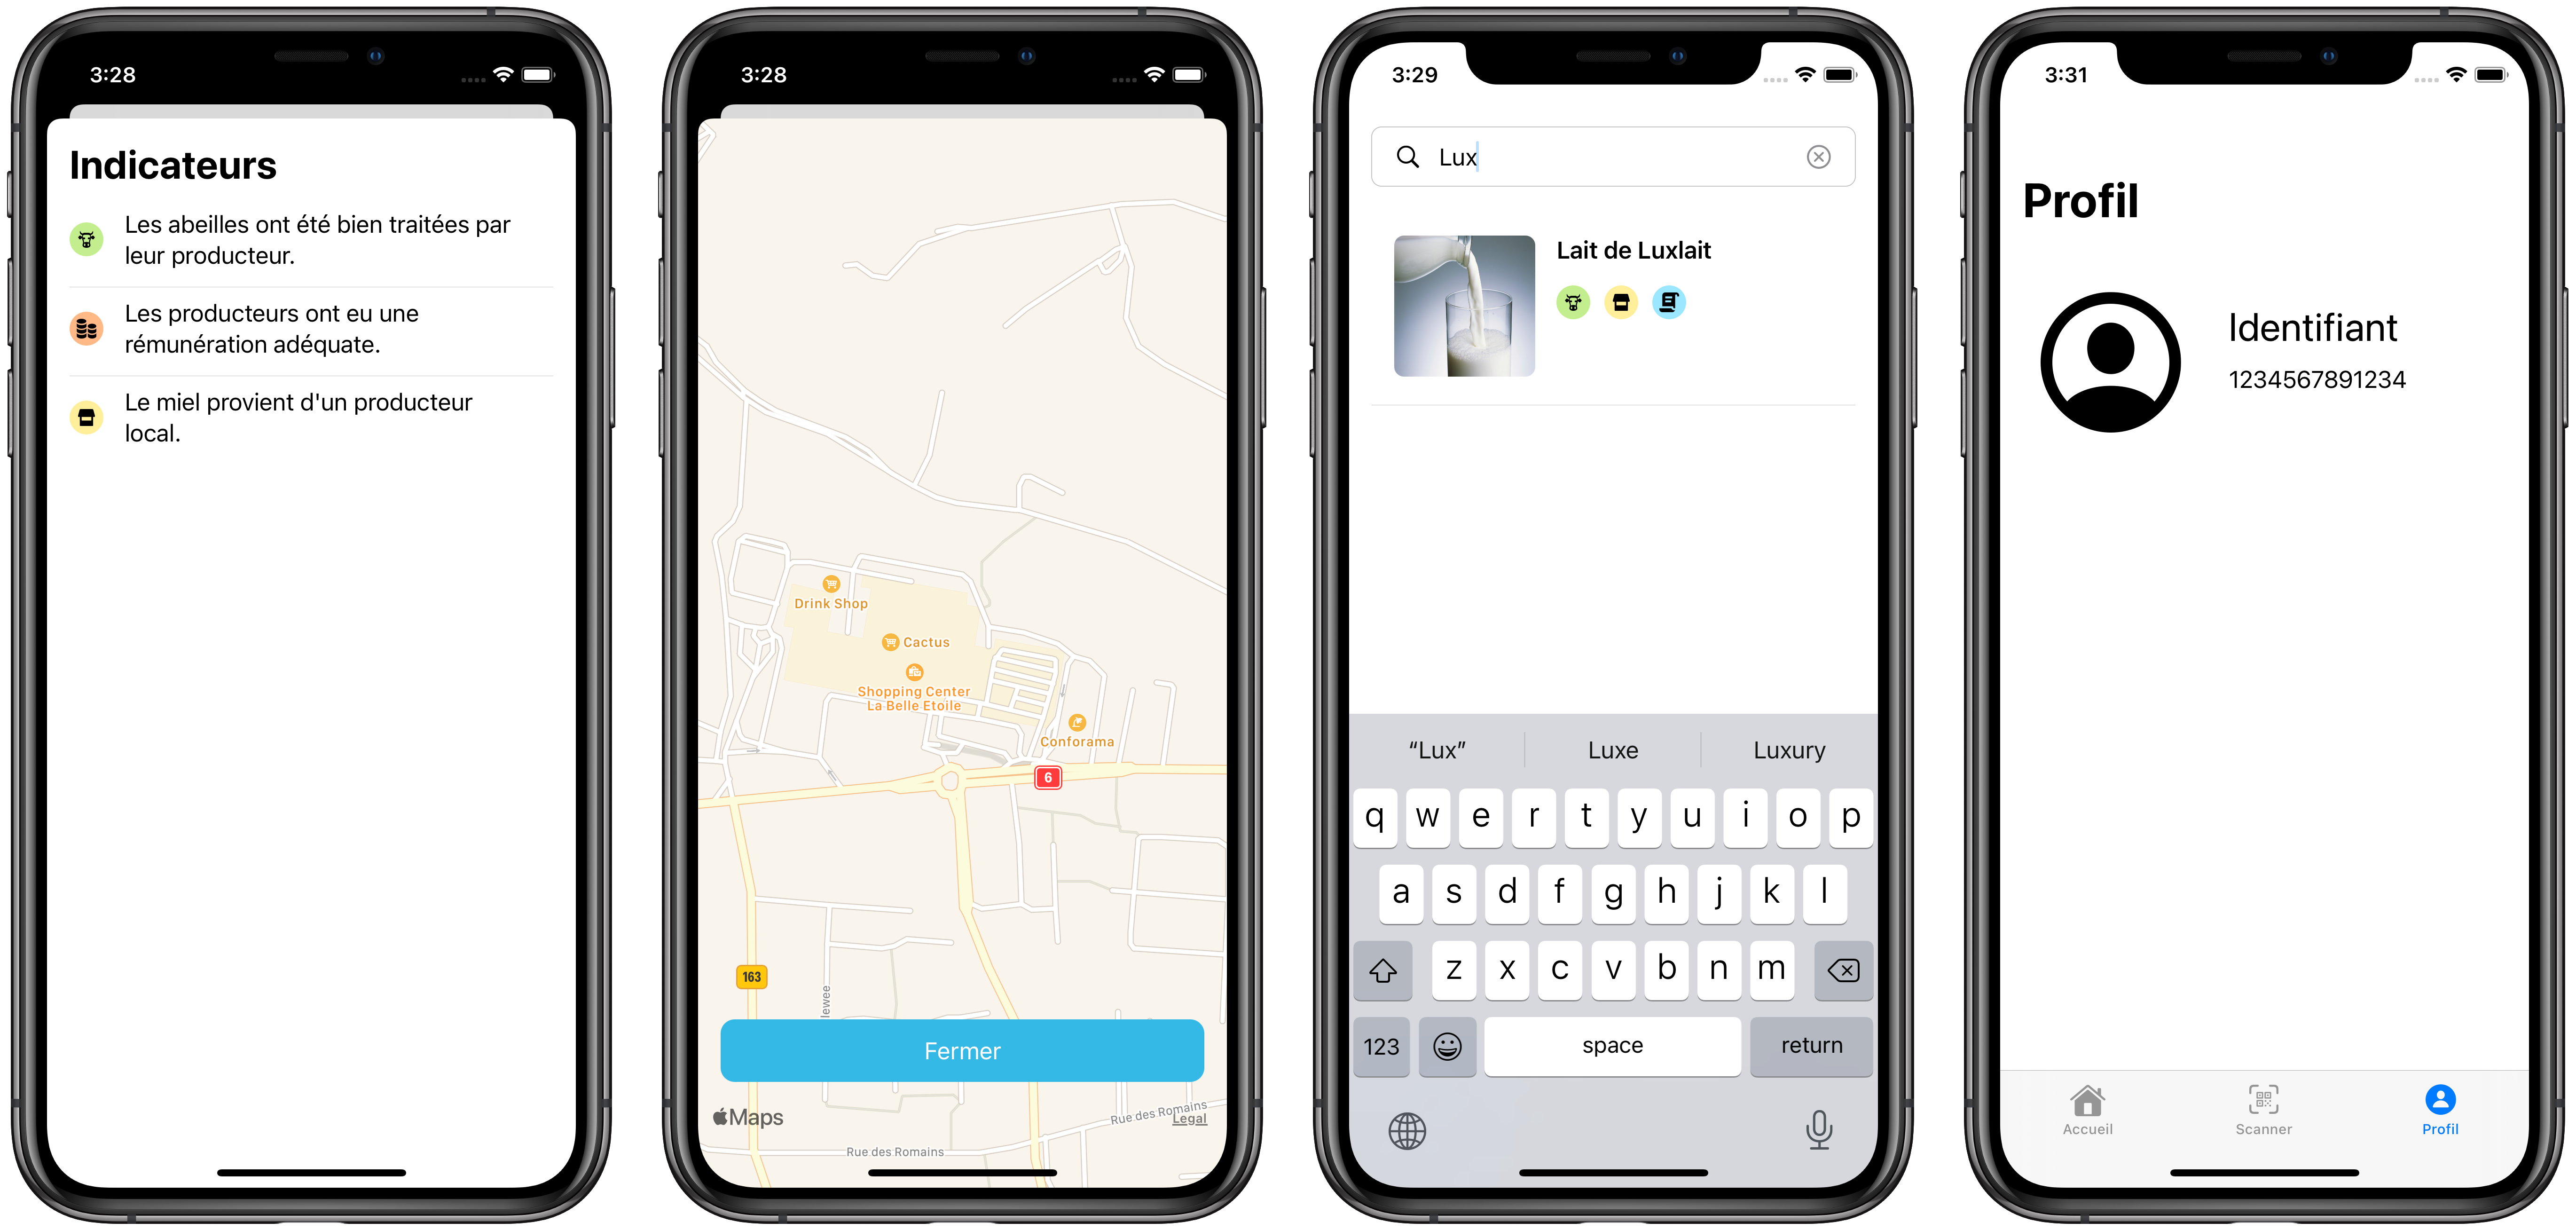 3:28
Indicateurs
Les abeilles ont été bien traitées par
leur producteur.
Les producteurs ont eu une
rémunération adéquate.
Le miel provient d'un producteur
local.
3:28
Drink Shop
Cactus
Shopping Center
La Belle Etoile
Conforama
6
163
lewee
Fermer
Maps
Rue des Romains
Legal
Rue des Romains
3:29
Lux
Lait de Luxlait
“Lux”
Luxe
Luxury
q w e r t y u i o p
a s d f g h j k l
z x c v b n m
123
space
return
3:31
Profil
Identifiant
1234567891234
Accueil
Scanner
Profil